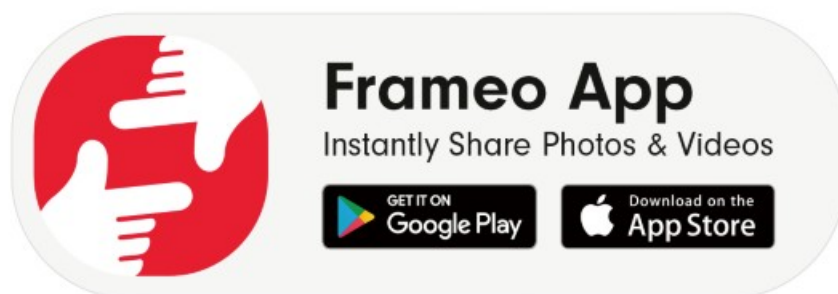 Frameo App
Instantly Share Photos & Videos
GET IT ON
Google Play
Download on the
App Store